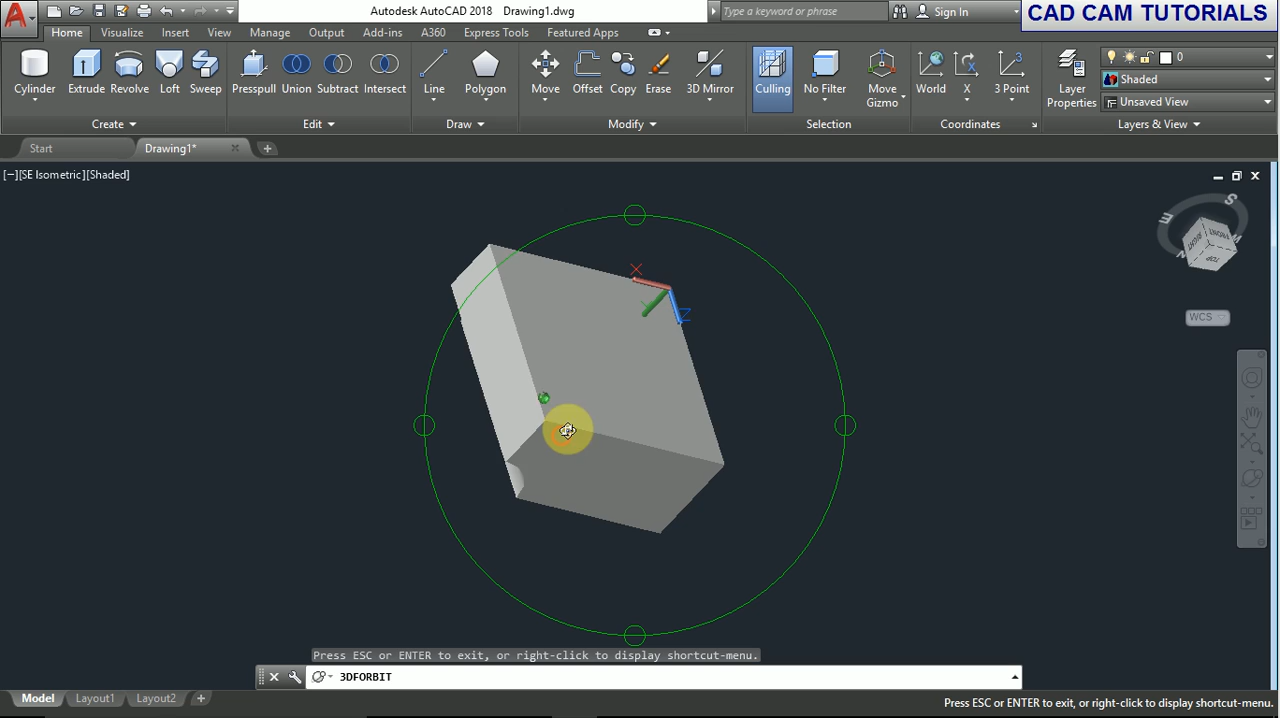 Autodesk AutoCAD 2018 Drawing1.dwg
Type a keyword or phrase
Sign In
CAD CAM TUTORIALS
Home Visualize Insert View Manage Output Add-ins A360 Express Tools Featured Apps
Cylinder Extrude Revolve Loft Sweep Presspull Union Subtract Intersect Line Polygon Move Offset Copy Erase 3D Mirror Culling No Filter Move Gizmo World X 3 Point Layer Properties
0
Shaded
Unsaved View
Create Edit Draw Modify Selection Coordinates Layers & View
Start Drawing1*
[−][SE Isometric][Shaded]
S
E
N
FRONT
TOP
WCS
X
Z
Press ESC or ENTER to exit, or right-click to display shortcut-menu.
3DFORBIT
Model Layout1 Layout2
Press ESC or ENTER to exit, or right-click to display shortcut-menu.